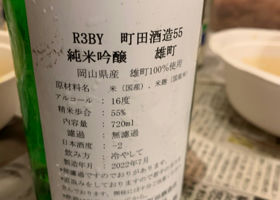 R3BY 町田酒造55
純米吟醸 雄町
岡山県産 雄町100%使用
原材料名 : 米(国産)、米麹(国産米)
アルコール : 16度
精米歩合 : 55%
内容量 : 720ml
濾過 : 無濾過
日本酒度 : -2
飲み方 : 冷やして
製造年月 : 2022年7月